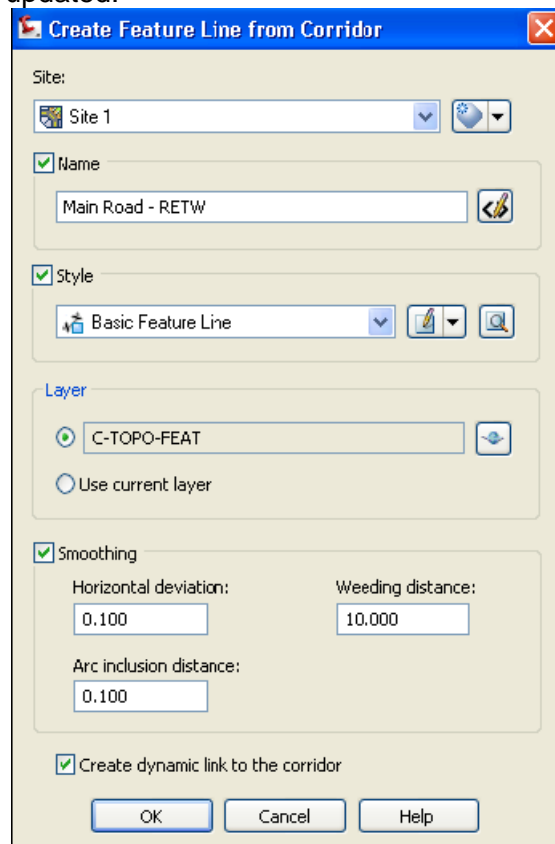 updated.
Create Feature Line from Corridor
Site:
Site 1
Name
Main Road - RETW
Style
Basic Feature Line
Layer
C-TOPO-FEAT
Use current layer
Smoothing
Horizontal deviation: Weeding distance:
0.100 10.000
Arc inclusion distance:
0.100
Create dynamic link to the corridor
OK Cancel Help